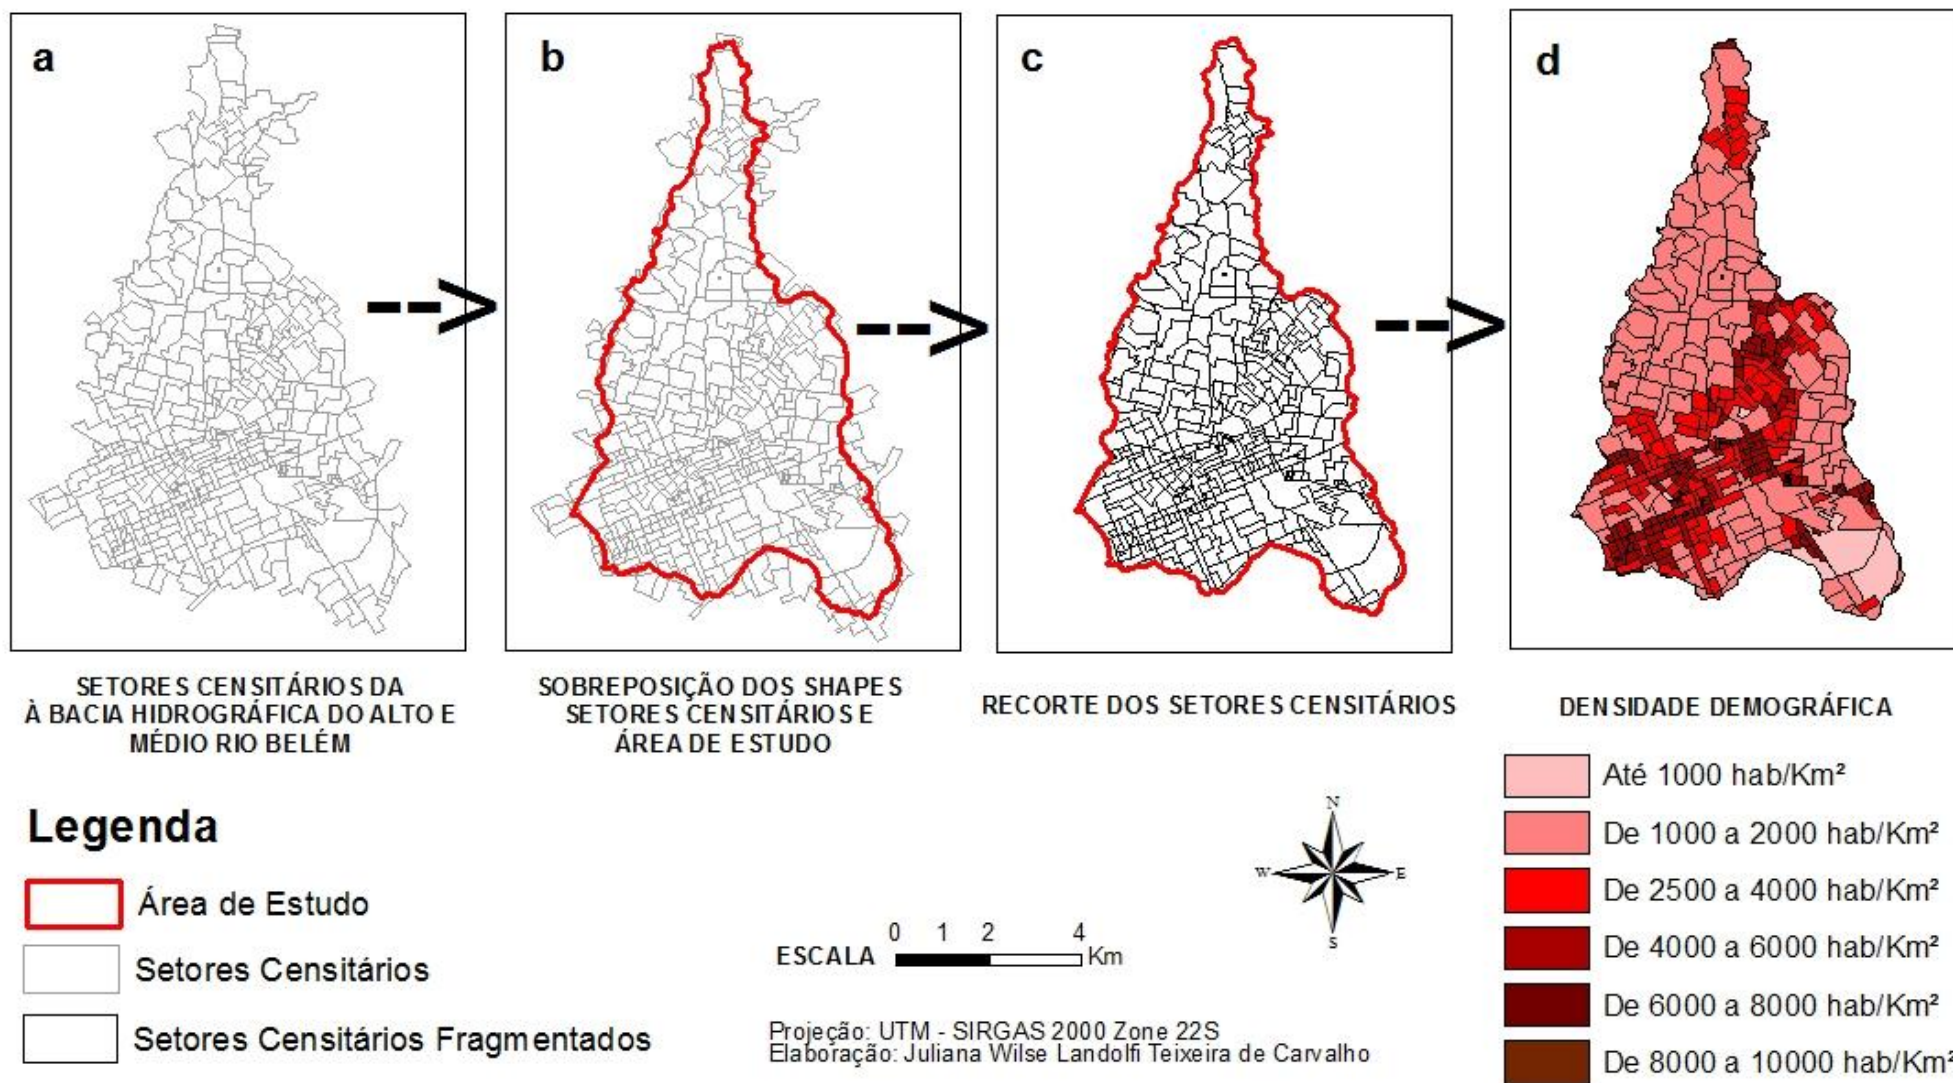 a
b
c
d
SETORES CENSITÁRIOS DA
À BACIA HIDROGRÁFICA DO ALTO E
MÉDIO RIO BELÉM
SOBREPOSIÇÃO DOS SHAPES
SETORES CENSITÁRIOS E
ÁREA DE ESTUDO
RECORTE DOS SETORES CENSITÁRIOS
DENSIDADE DEMOGRÁFICA
Até 1000 hab/Km²
De 1000 a 2000 hab/Km²
De 2500 a 4000 hab/Km²
De 4000 a 6000 hab/Km²
De 6000 a 8000 hab/Km²
De 8000 a 10000 hab/Km²
Legenda
Área de Estudo
Setores Censitários
Setores Censitários Fragmentados
N
W E
S
0 1 2 4
ESCALA Km
Projeção: UTM - SIRGAS 2000 Zone 22S
Elaboração: Juliana Wilse Landolfi Teixeira de Carvalho